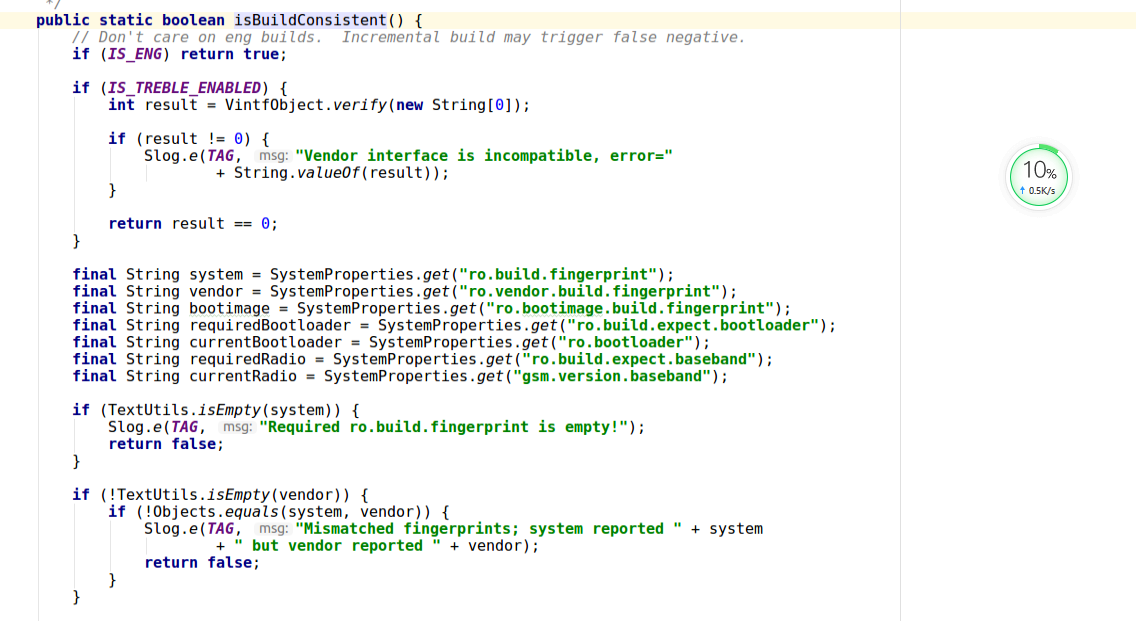 */
public static boolean isBuildConsistent() {
    // Don't care on eng builds.  Incremental build may trigger false negative.
    if (IS_ENG) return true;

    if (IS_TREBLE_ENABLED) {
        int result = VintfObject.verify(new String[0]);

        if (result != 0) {
            Slog.e(TAG, msg: "Vendor interface is incompatible, error="
                    + String.valueOf(result));
        }

        return result == 0;
    }

    final String system = SystemProperties.get("ro.build.fingerprint");
    final String vendor = SystemProperties.get("ro.vendor.build.fingerprint");
    final String bootimage = SystemProperties.get("ro.bootimage.build.fingerprint");
    final String requiredBootloader = SystemProperties.get("ro.build.expect.bootloader");
    final String currentBootloader = SystemProperties.get("ro.bootloader");
    final String requiredRadio = SystemProperties.get("ro.build.expect.baseband");
    final String currentRadio = SystemProperties.get("gsm.version.baseband");

    if (TextUtils.isEmpty(system)) {
        Slog.e(TAG, msg: "Required ro.build.fingerprint is empty!");
        return false;
    }

    if (!TextUtils.isEmpty(vendor)) {
        if (!Objects.equals(system, vendor)) {
            Slog.e(TAG, msg: "Mismatched fingerprints; system reported " + system
                    + " but vendor reported " + vendor);
            return false;
        }
    }
10%
↑ 0.5K/s